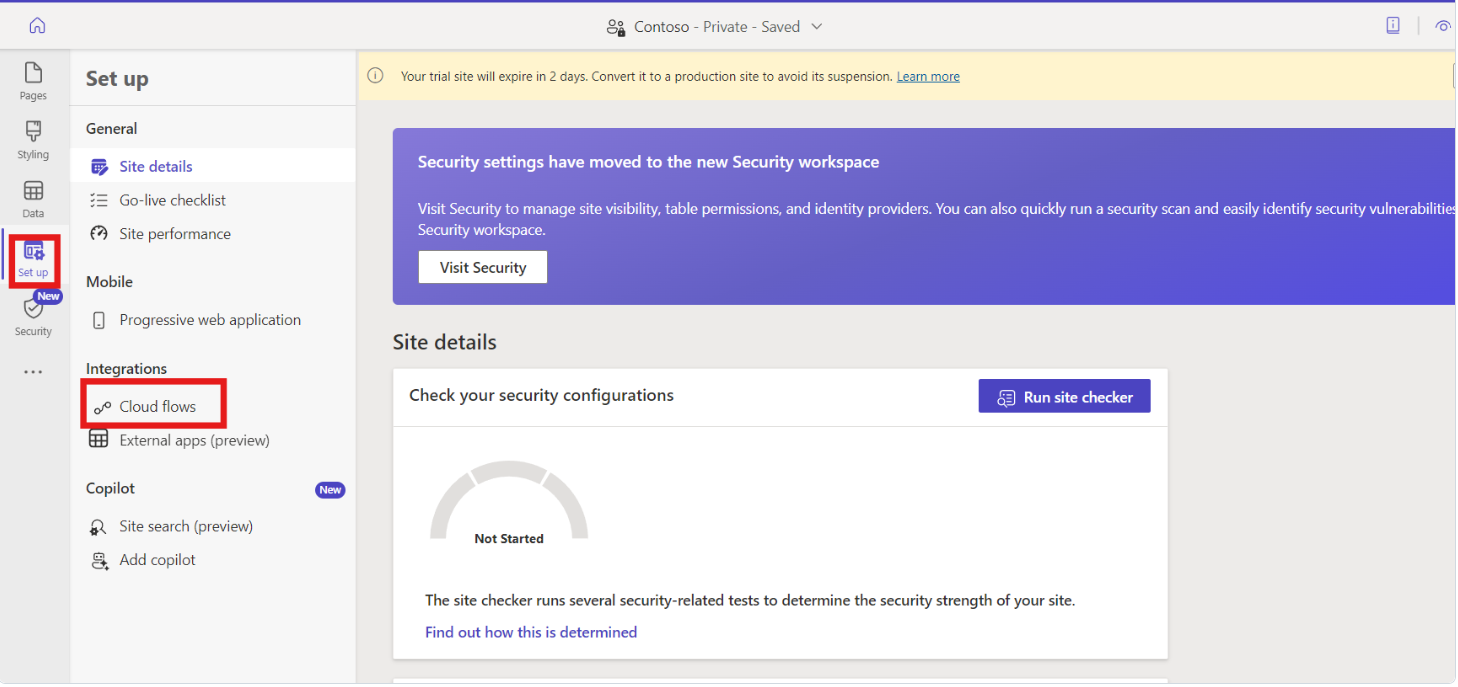 Contoso - Private - Saved
Pages
Styling
Data
Set up
New
Security
Set up
General
Site details
Go-live checklist
Site performance
Mobile
Progressive web application
Integrations
Cloud flows
External apps (preview)
Copilot
New
Site search (preview)
Add copilot
Your trial site will expire in 2 days. Convert it to a production site to avoid its suspension. Learn more
Security settings have moved to the new Security workspace
Visit Security to manage site visibility, table permissions, and identity providers. You can also quickly run a security scan and easily identify security vulnerabilities
Security workspace.
Visit Security
Site details
Check your security configurations
Run site checker
Not Started
The site checker runs several security-related tests to determine the security strength of your site.
Find out how this is determined